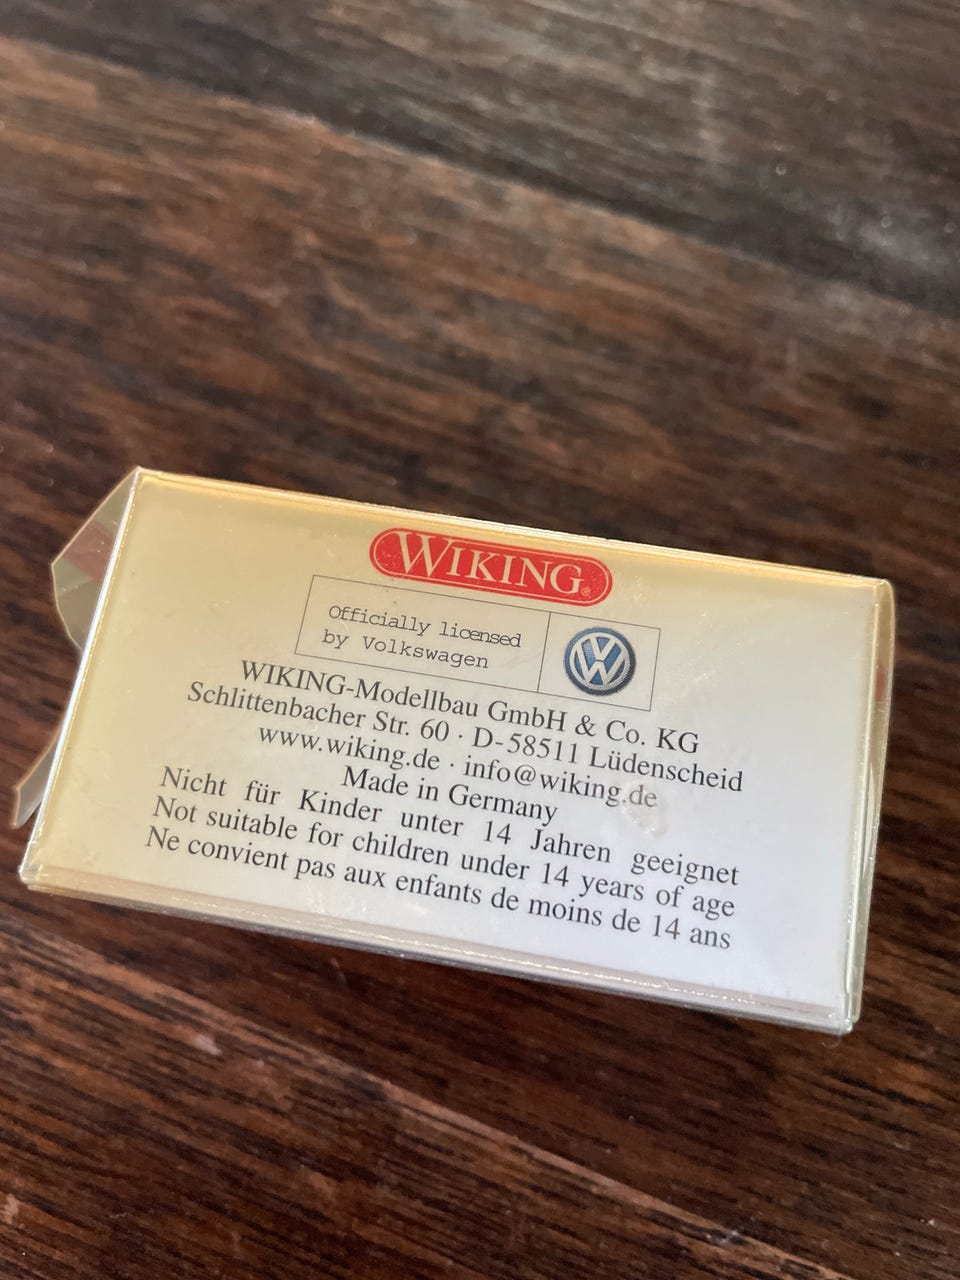 WIKING®
Officially licensed
by Volkswagen
WIKING-Modellbau GmbH & Co. KG
Schlittenbacher Str. 60 · D-58511 Lüdenscheid
www.wiking.de · info@wiking.de
Made in Germany
Nicht für Kinder unter 14 Jahren geeignet
Not suitable for children under 14 years of age
Ne convient pas aux enfants de moins de 14 ans